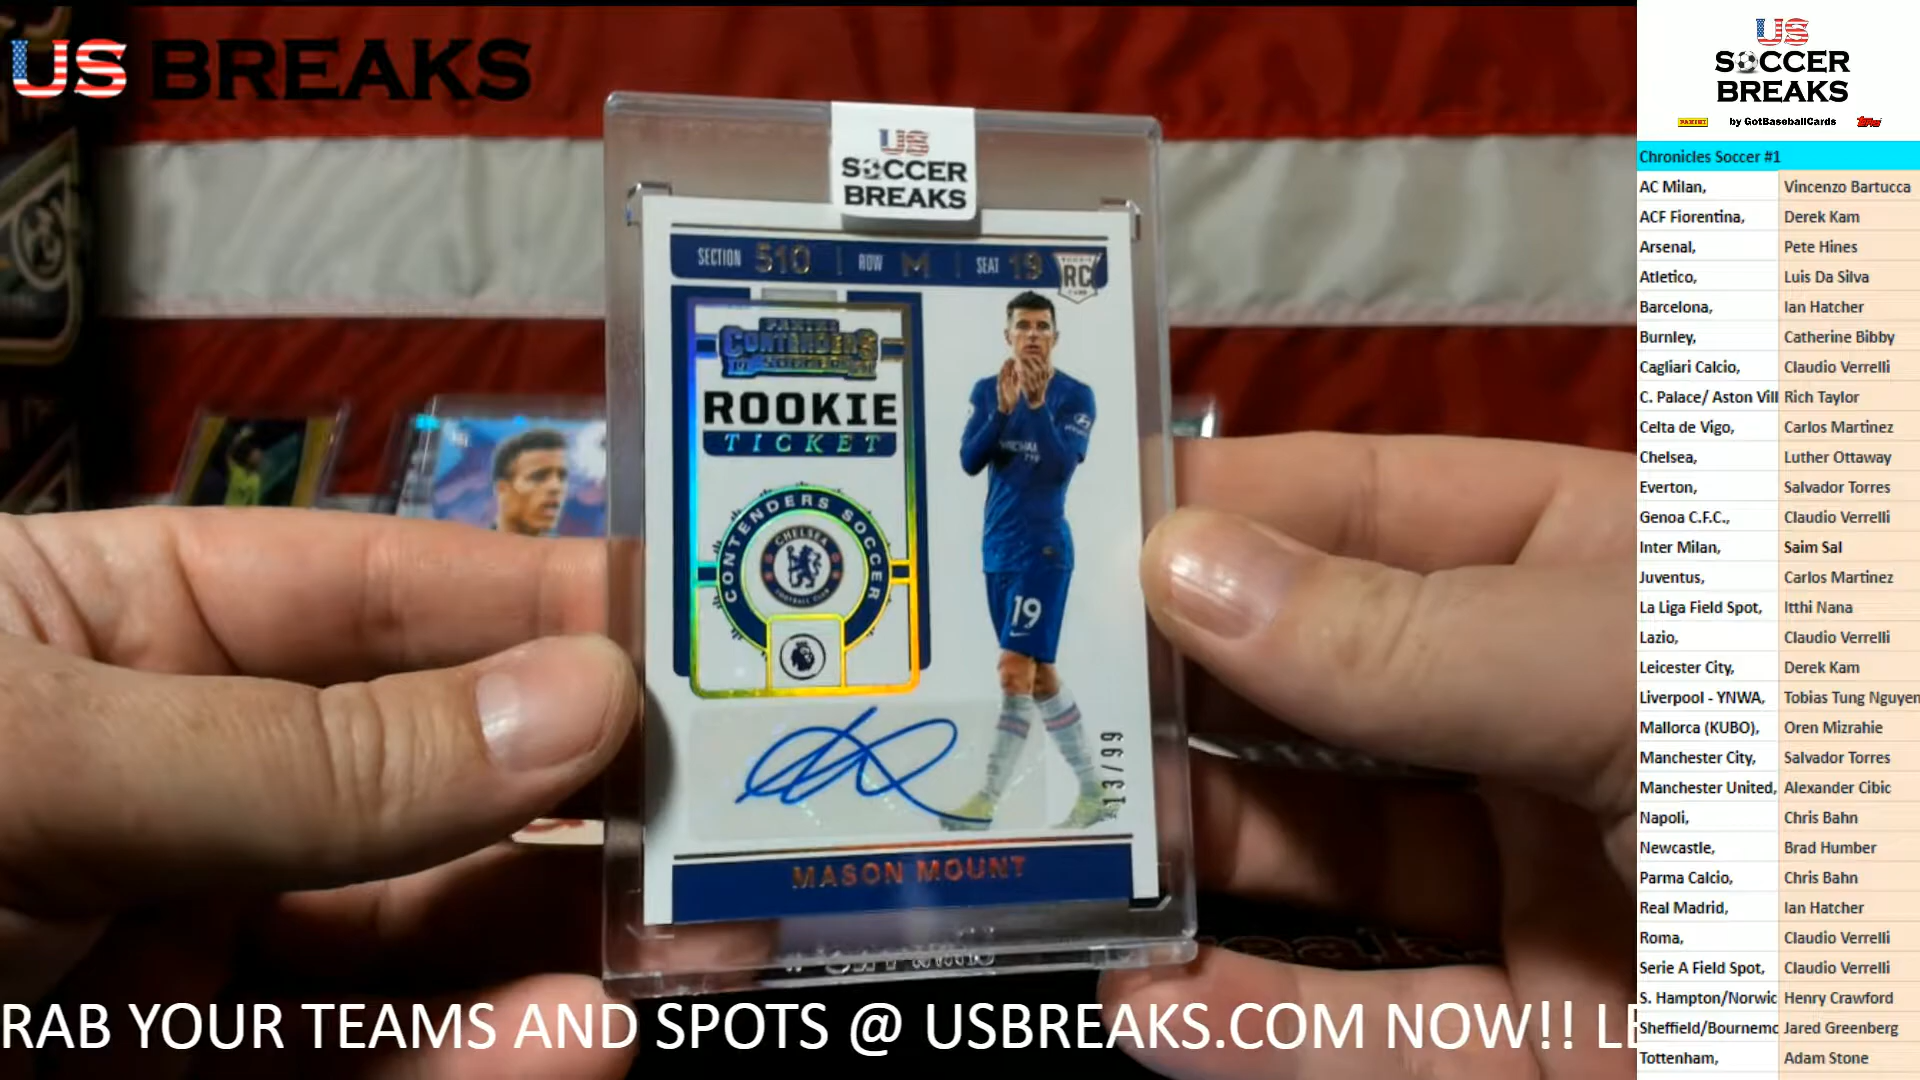 US BREAKS
US
SOCCER
BREAKS
SECTION 510 | ROW M | SEAT 19
RC
PANINI
CONTENDERS
ROOKIE
TICKET
CONTENDERS SOCCER
CHELSEA
FOOTBALL CLUB
19
13/99
MASON MOUNT
RAB YOUR TEAMS AND SPOTS @ USBREAKS.COM NOW!! LE
US
SOCCER
BREAKS
PANINI by GotBaseballCards Topps
Chronicles Soccer #1
AC Milan, Vincenzo Bartucca
ACF Fiorentina, Derek Kam
Arsenal, Pete Hines
Atletico, Luis Da Silva
Barcelona, Ian Hatcher
Burnley, Catherine Bibby
Cagliari Calcio, Claudio Verrelli
C. Palace/ Aston Vill Rich Taylor
Celta de Vigo, Carlos Martinez
Chelsea, Luther Ottaway
Everton, Salvador Torres
Genoa C.F.C., Claudio Verrelli
Inter Milan, Saim Sal
Juventus, Carlos Martinez
La Liga Field Spot, Itthi Nana
Lazio, Claudio Verrelli
Leicester City, Derek Kam
Liverpool - YNWA, Tobias Tung Nguyen
Mallorca (KUBO), Oren Mizrahie
Manchester City, Salvador Torres
Manchester United, Alexander Cibic
Napoli, Chris Bahn
Newcastle, Brad Humber
Parma Calcio, Chris Bahn
Real Madrid, Ian Hatcher
Roma, Claudio Verrelli
Serie A Field Spot, Claudio Verrelli
S. Hampton/Norwic Henry Crawford
Sheffield/Bournemo Jared Greenberg
Tottenham, Adam Stone